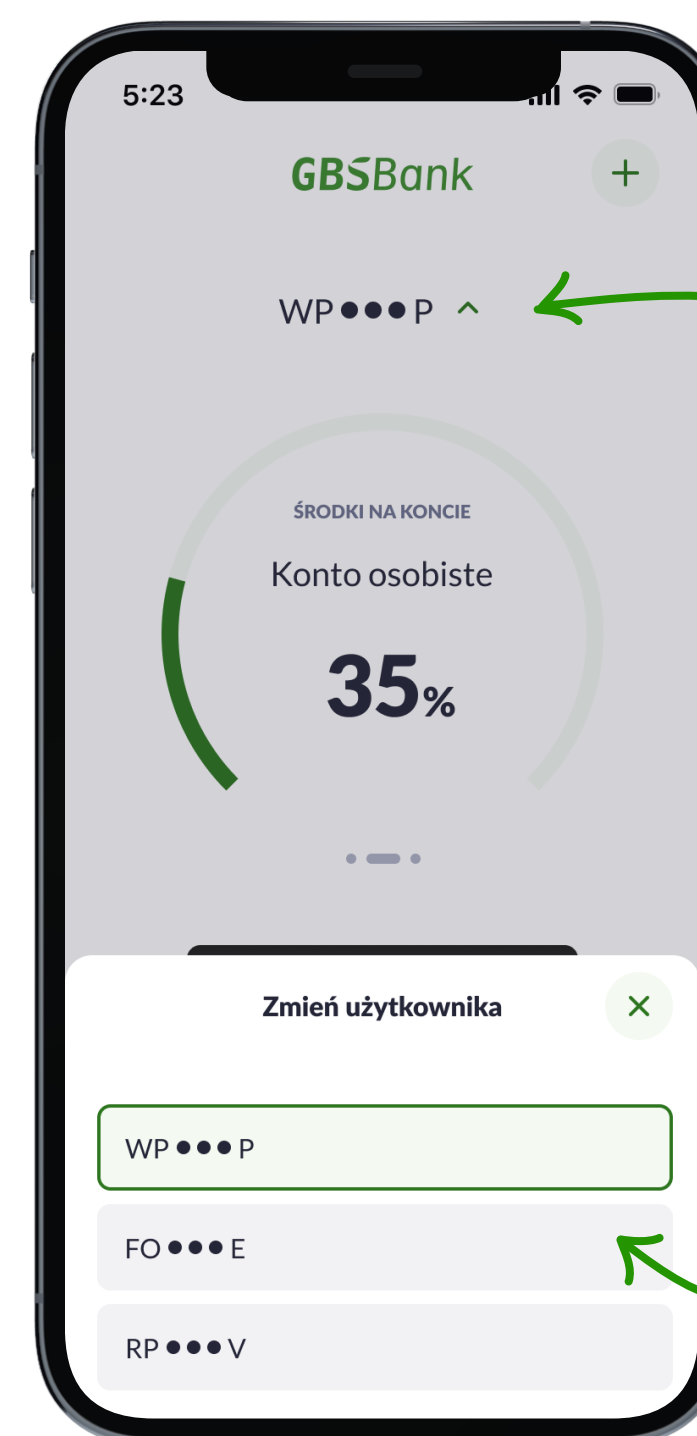 5:23
GBSBank
WP●●●P
ŚRODKI NA KONCIE
Konto osobiste
35%
Zmień użytkownika
WP●●●P
FO●●●E
RP●●●V